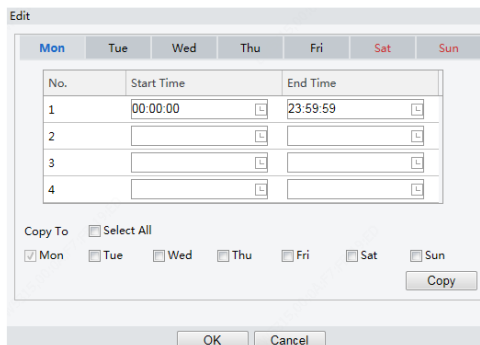 Edit
Mon Tue Wed Thu Fri Sat Sun
No. Start Time End Time
1 00:00:00 23:59:59
2
3
4
Copy To Select All
Mon Tue Wed Thu Fri Sat Sun
Copy
OK Cancel